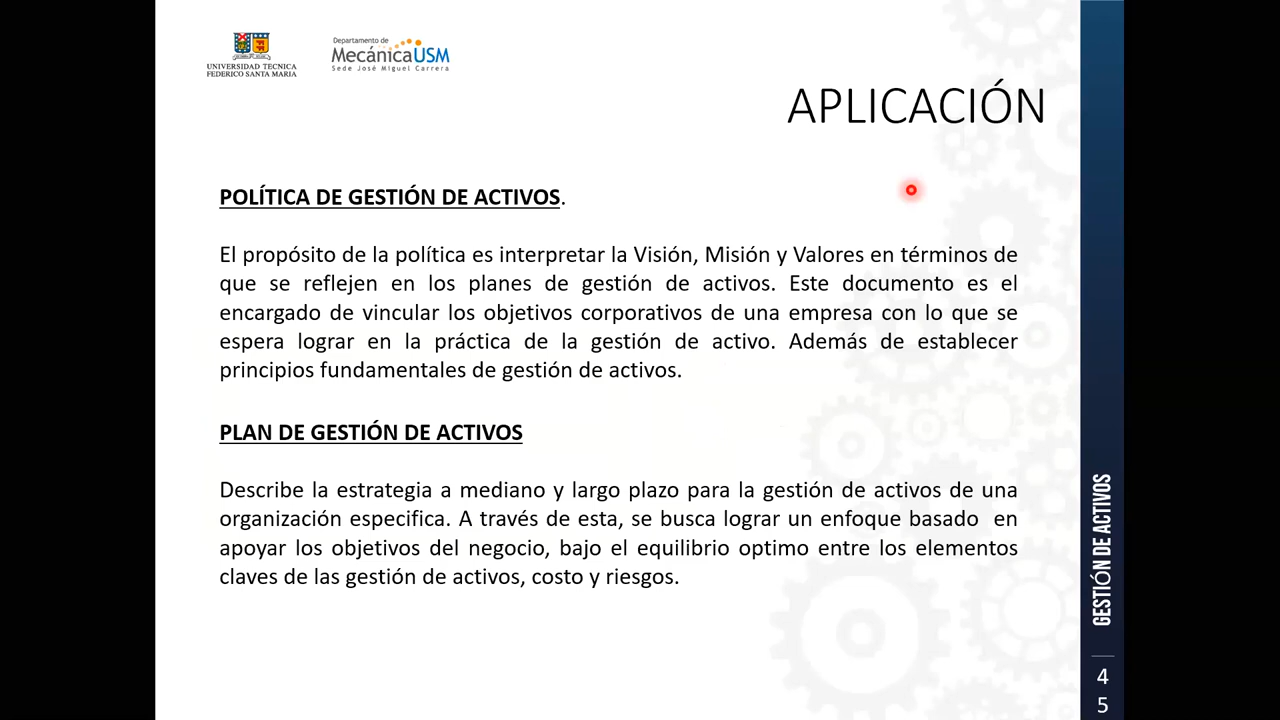 UNIVERSIDAD TECNICA
FEDERICO SANTA MARIA
Departamento de
MecánicaUSM
Sede José Miguel Carrera
APLICACIÓN
POLÍTICA DE GESTIÓN DE ACTIVOS.
El propósito de la política es interpretar la Visión, Misión y Valores en términos de
que se reflejen en los planes de gestión de activos. Este documento es el
encargado de vincular los objetivos corporativos de una empresa con lo que se
espera lograr en la práctica de la gestión de activo. Además de establecer
principios fundamentales de gestión de activos.
PLAN DE GESTIÓN DE ACTIVOS
Describe la estrategia a mediano y largo plazo para la gestión de activos de una
organización especifica. A través de esta, se busca lograr un enfoque basado en
apoyar los objetivos del negocio, bajo el equilibrio optimo entre los elementos
claves de las gestión de activos, costo y riesgos.
GESTIÓN DE ACTIVOS
4
5